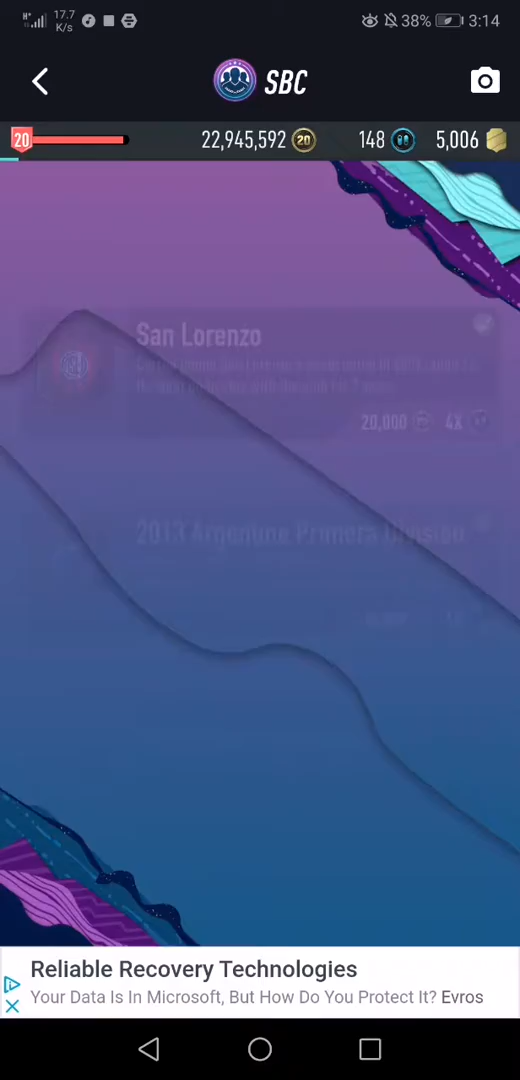 17.7
K/s
38% 3:14
SBC
20
22,945,592 20
148
5,006
San Lorenzo
20,000 4X
2013 Argentine Primera Division
Reliable Recovery Technologies
Your Data Is In Microsoft, But How Do You Protect It? Evros